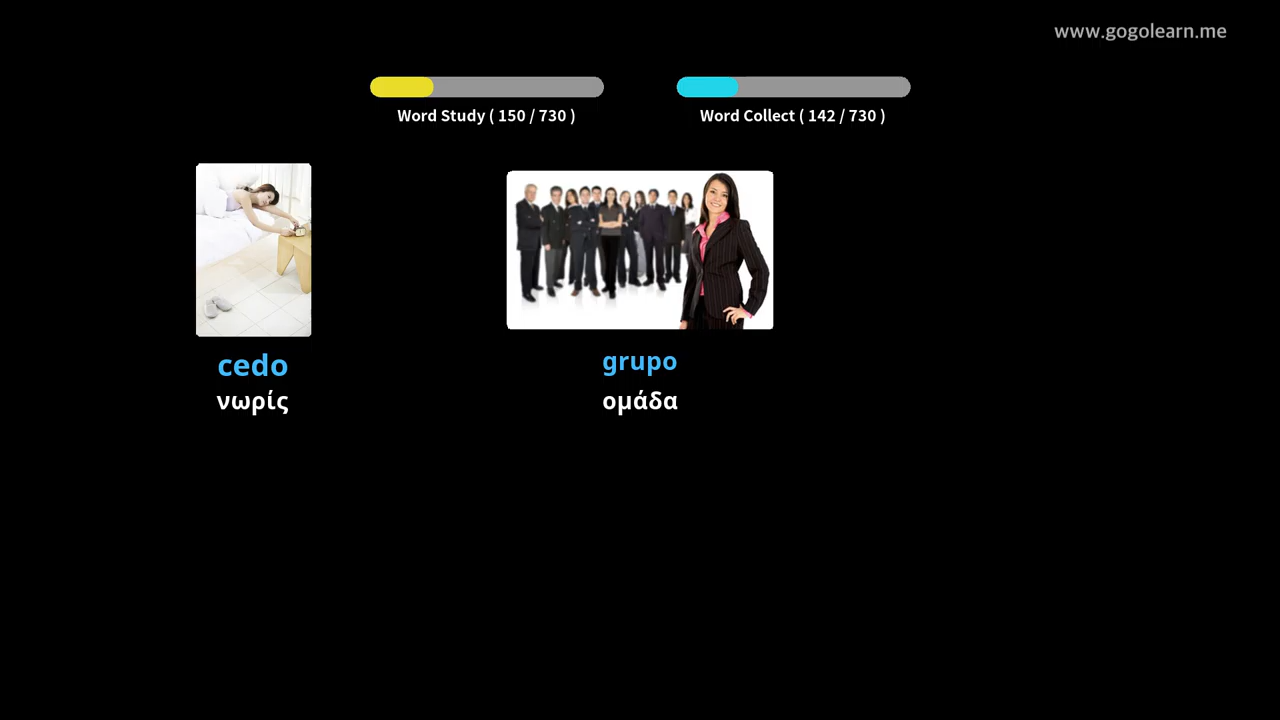 www.gogolearn.me
Word Study ( 150 / 730 )
Word Collect ( 142 / 730 )
cedo
νωρίς
grupo
ομάδα